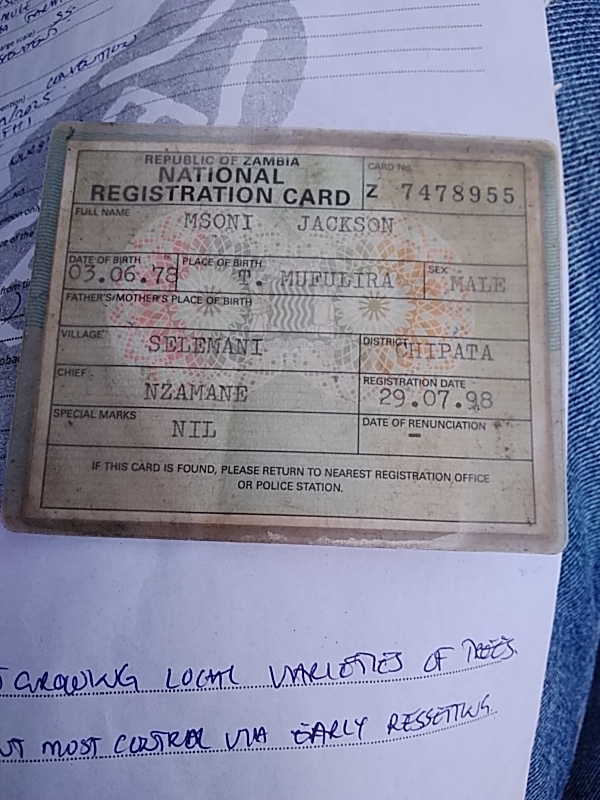 CONVENTION
REPUBLIC OF ZAMBIA
NATIONAL
REGISTRATION CARD
CARD No.
Z 7478955
FULL NAME
MSONI JACKSON
DATE OF BIRTH
03.06.78
PLACE OF BIRTH
T. MUFULIRA
SEX
MALE
FATHER'S/MOTHER'S PLACE OF BIRTH
VILLAGE
SELEMANI
DISTRICT
CHIPATA
CHIEF
NZAMANE
REGISTRATION DATE
29.07.98
SPECIAL MARKS
NIL
DATE OF RENUNCIATION
-
IF THIS CARD IS FOUND, PLEASE RETURN TO NEAREST REGISTRATION OFFICE
OR POLICE STATION.
GROWING LOCAL VARIETIES OF TREES.
MOST CONTROL VIA EARLY RESSETTING.